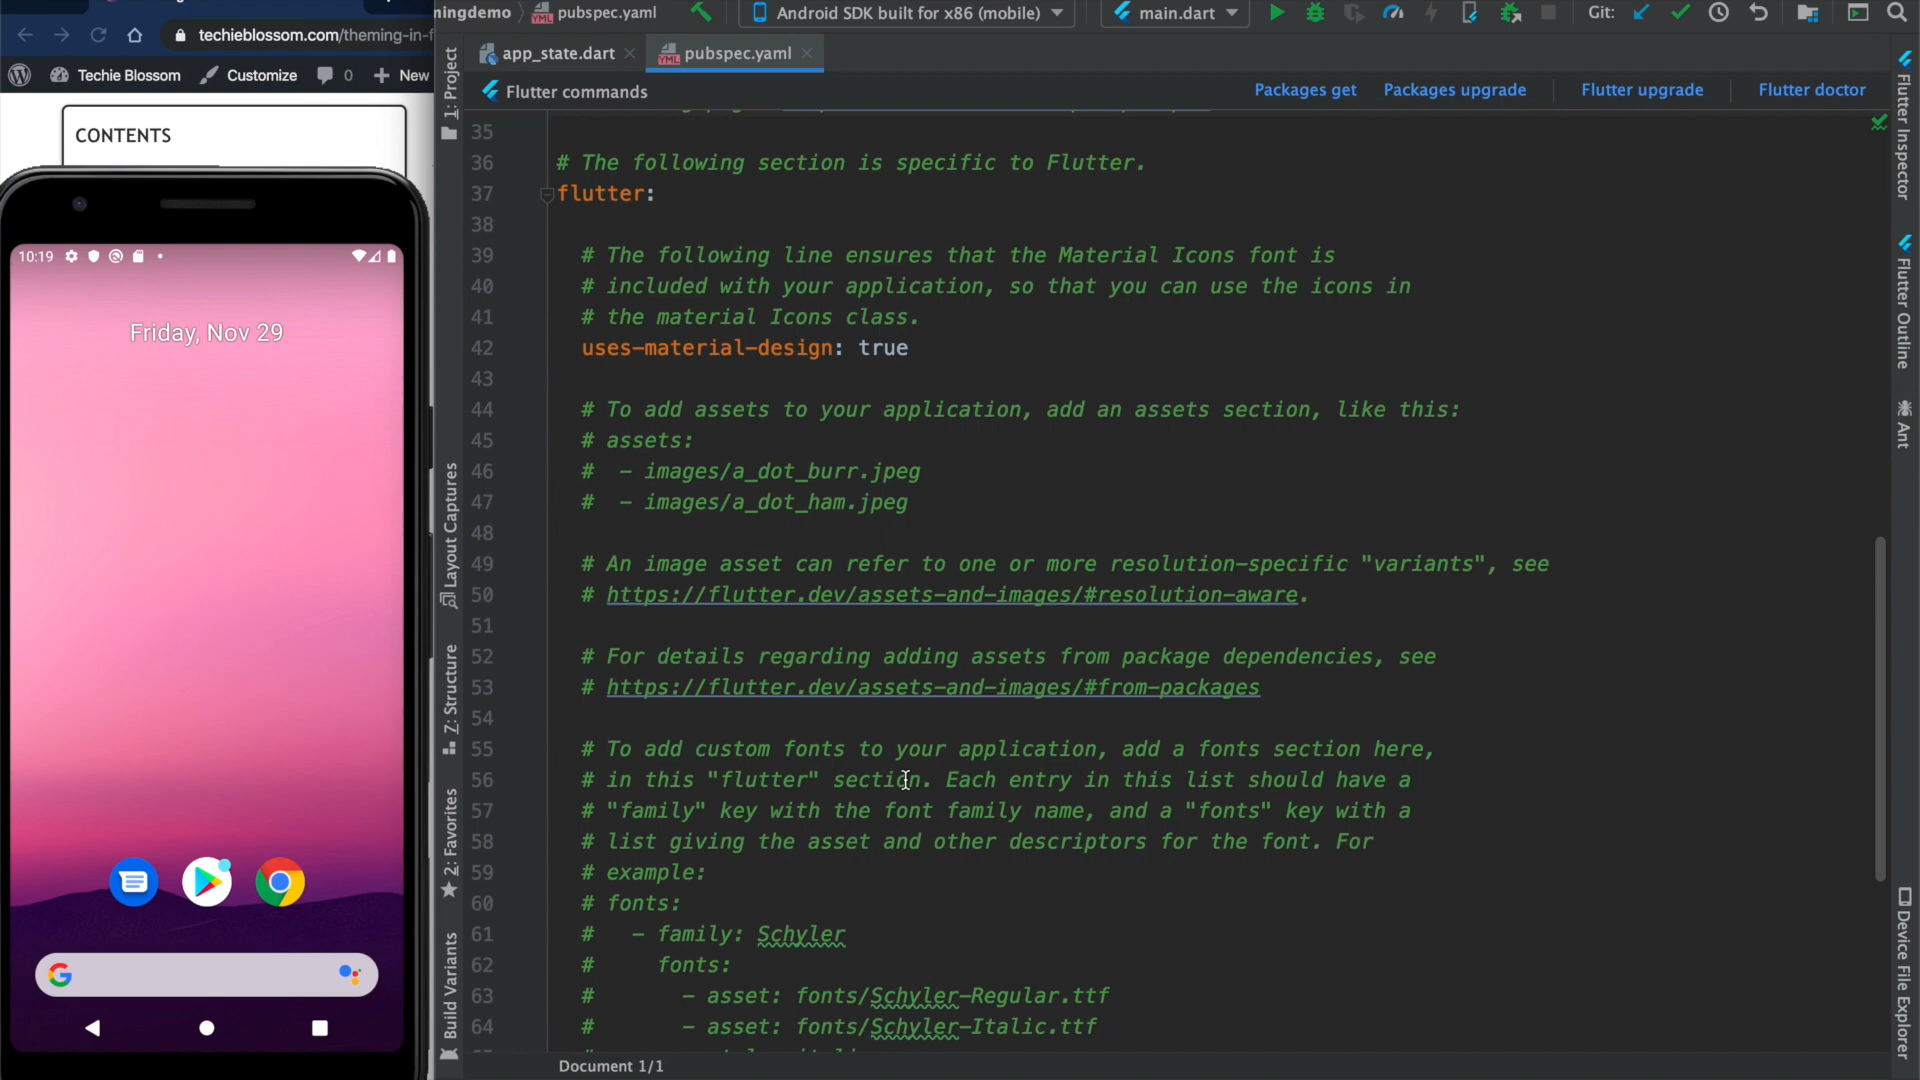 mingdemo
pubspec.yaml
Android SDK built for x86 (mobile)
main.dart
Git:
techieblossom.com/theming-in-f
app_state.dart
pubspec.yaml
Techie Blossom
Customize
0
New
Flutter commands
Packages get
Packages upgrade
Flutter upgrade
Flutter doctor
CONTENTS
10:19
Friday, Nov 29
1: Project
Layout Captures
Z: Structure
2: Favorites
Build Variants
35
36 # The following section is specific to Flutter.
37 flutter:
38
39 # The following line ensures that the Material Icons font is
40 # included with your application, so that you can use the icons in
41 # the material Icons class.
42 uses-material-design: true
43
44 # To add assets to your application, add an assets section, like this:
45 # assets:
46 #  - images/a_dot_burr.jpeg
47 #  - images/a_dot_ham.jpeg
48
49 # An image asset can refer to one or more resolution-specific "variants", see
50 # https://flutter.dev/assets-and-images/#resolution-aware.
51
52 # For details regarding adding assets from package dependencies, see
53 # https://flutter.dev/assets-and-images/#from-packages
54
55 # To add custom fonts to your application, add a fonts section here,
56 # in this "flutter" section. Each entry in this list should have a
57 # "family" key with the font family name, and a "fonts" key with a
58 # list giving the asset and other descriptors for the font. For
59 # example:
60 # fonts:
61 #   - family: Schyler
62 #     fonts:
63 #       - asset: fonts/Schyler-Regular.ttf
64 #       - asset: fonts/Schyler-Italic.ttf
Document 1/1
Flutter Inspector
Flutter Outline
Ant
Device File Explorer